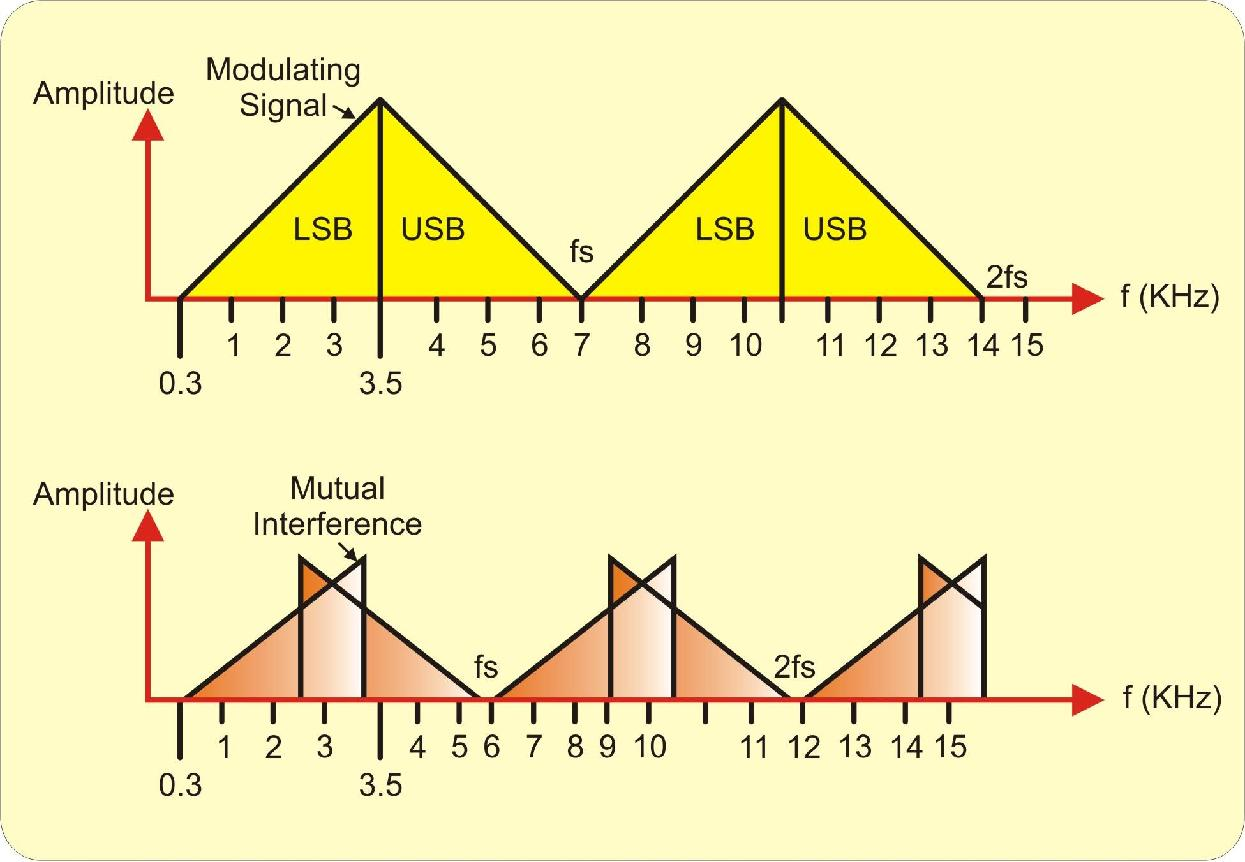 Modulating
Signal
Amplitude
LSB USB fs LSB USB 2fs
f (KHz)
1 2 3 4 5 6 7 8 9 10 11 12 13 14 15
0.3 3.5
Mutual
Interference
Amplitude
fs 2fs
f (KHz)
1 2 3 4 5 6 7 8 9 10 11 12 13 14 15
0.3 3.5